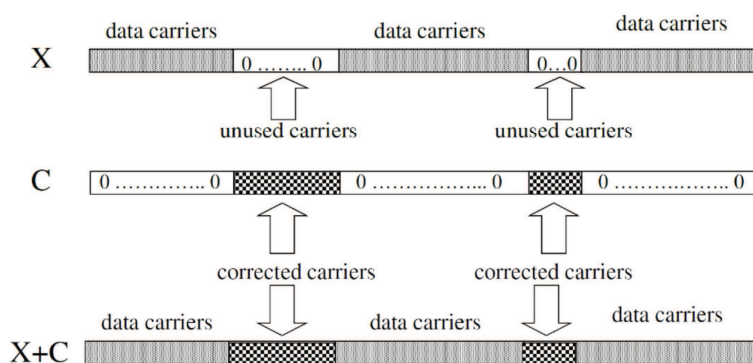 data carriers data carriers data carriers
X 0 …….. 0 0…0
unused carriers unused carriers
C 0 ………….. 0 0 ……………... 0 0 ……….…….. 0
corrected carriers corrected carriers
data carriers data carriers data carriers
X+C